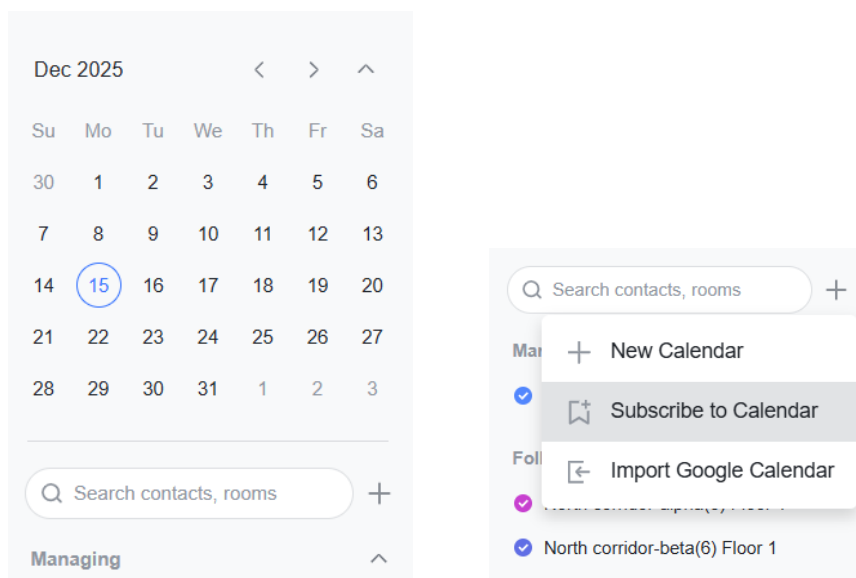 Dec 2025
Su Mo Tu We Th Fr Sa
30 1 2 3 4 5 6
7 8 9 10 11 12 13
14 15 16 17 18 19 20
21 22 23 24 25 26 27
28 29 30 31 1 2 3
Search contacts, rooms
Managing
Search contacts, rooms
New Calendar
Subscribe to Calendar
Import Google Calendar
North corridor-beta(6) Floor 1